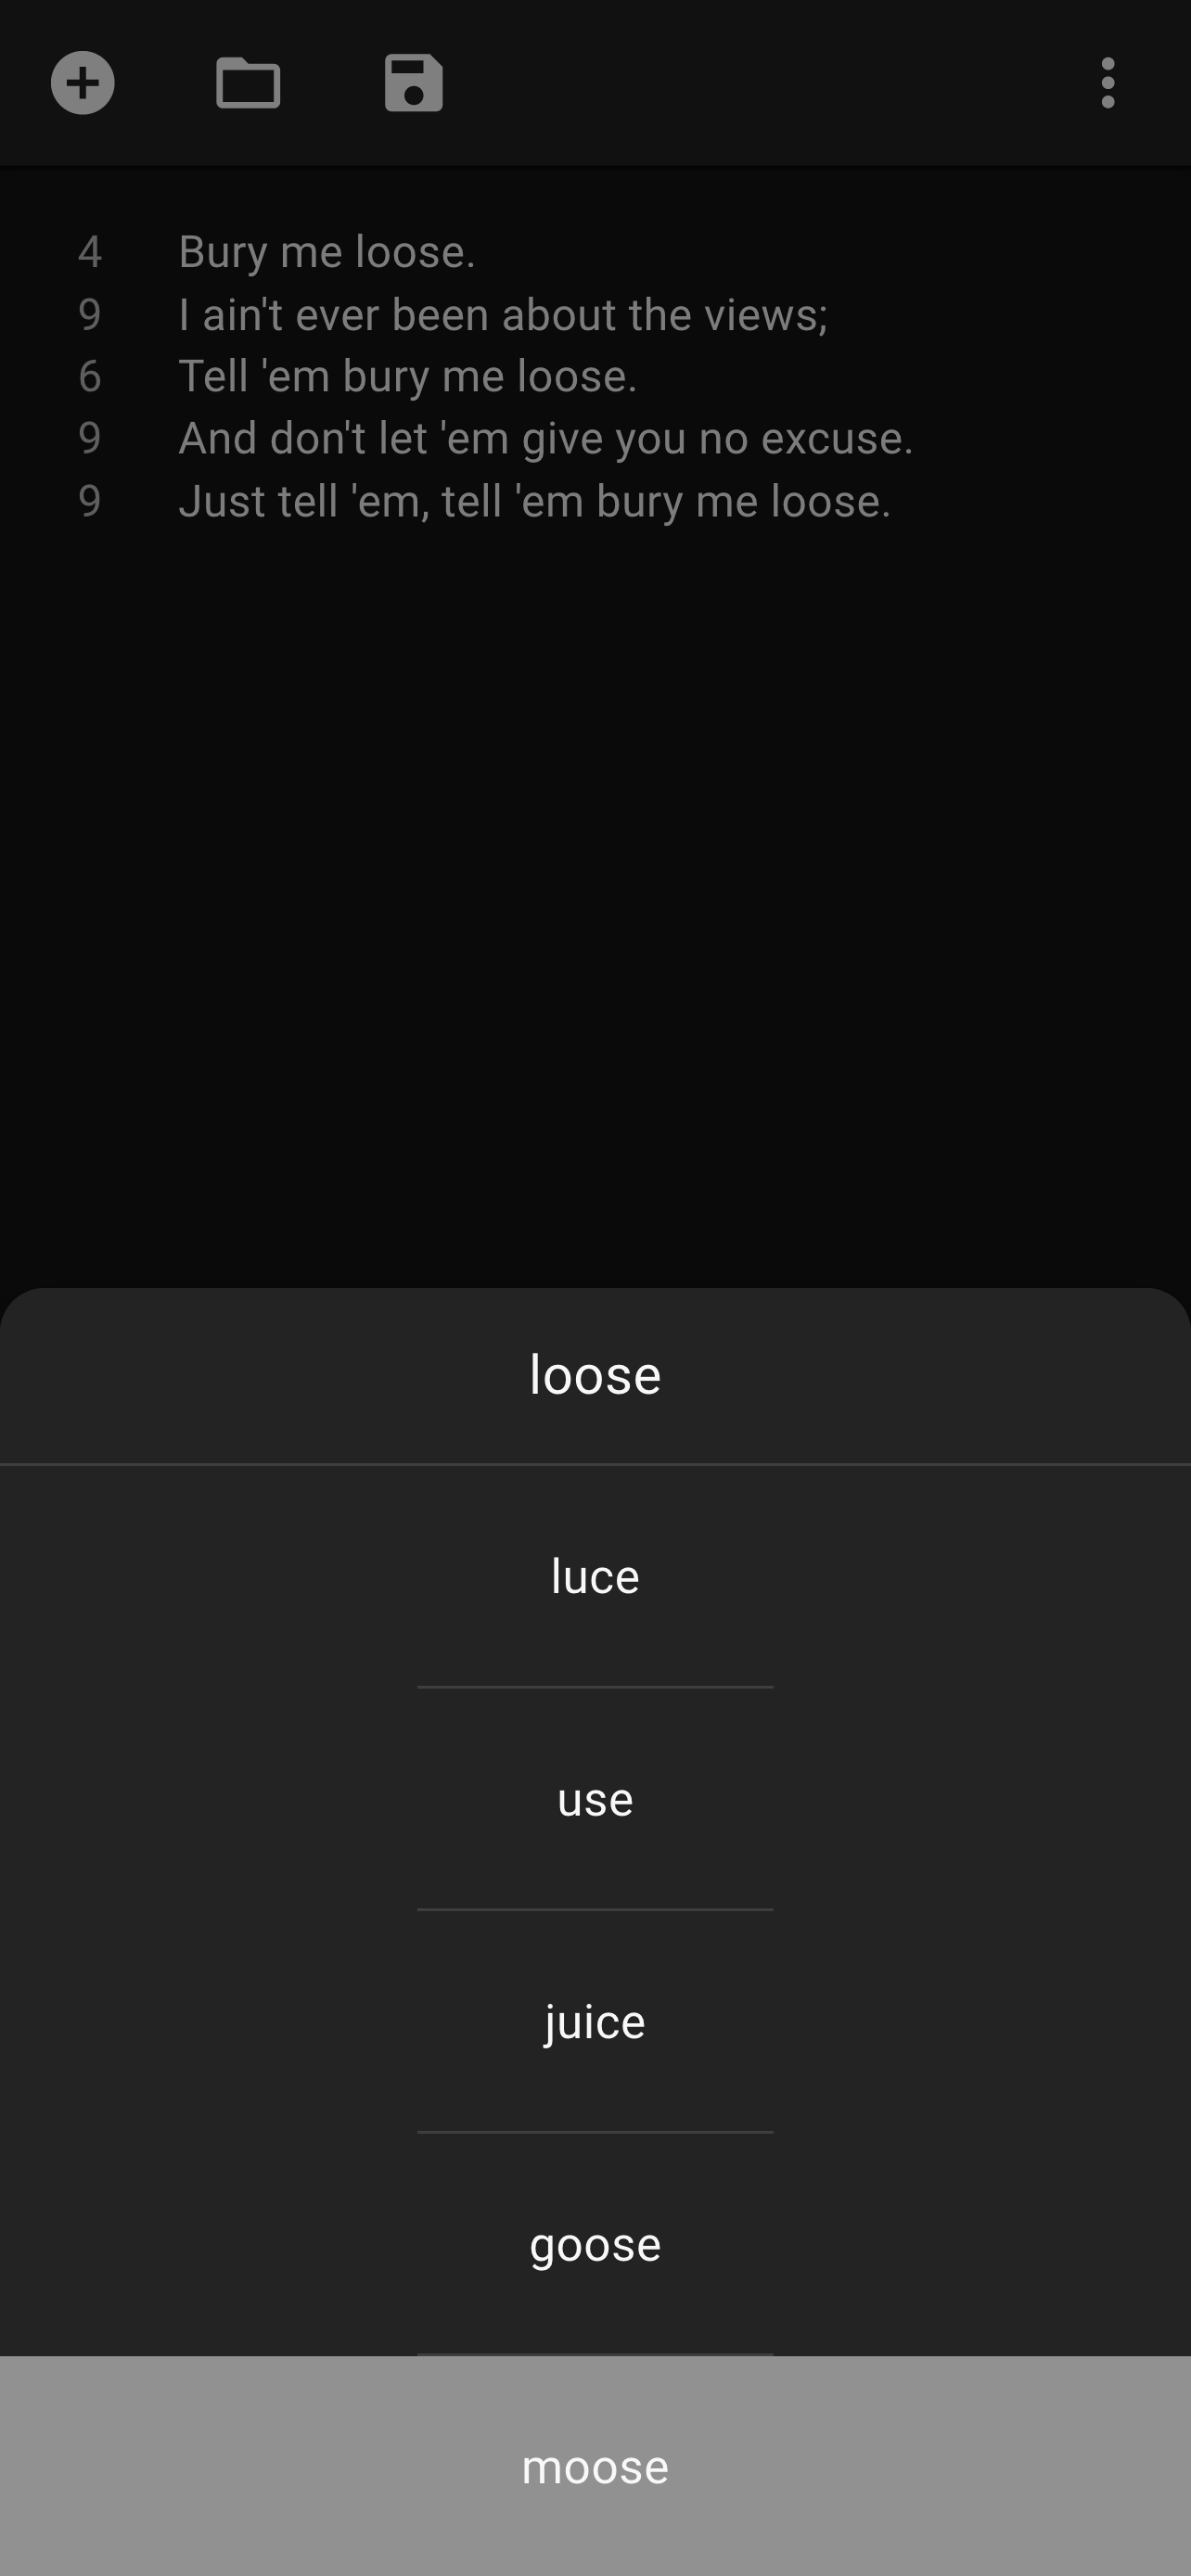 4 Bury me loose.
9 I ain't ever been about the views;
6 Tell 'em bury me loose.
9 And don't let 'em give you no excuse.
9 Just tell 'em, tell 'em bury me loose.
loose
luce
use
juice
goose
moose